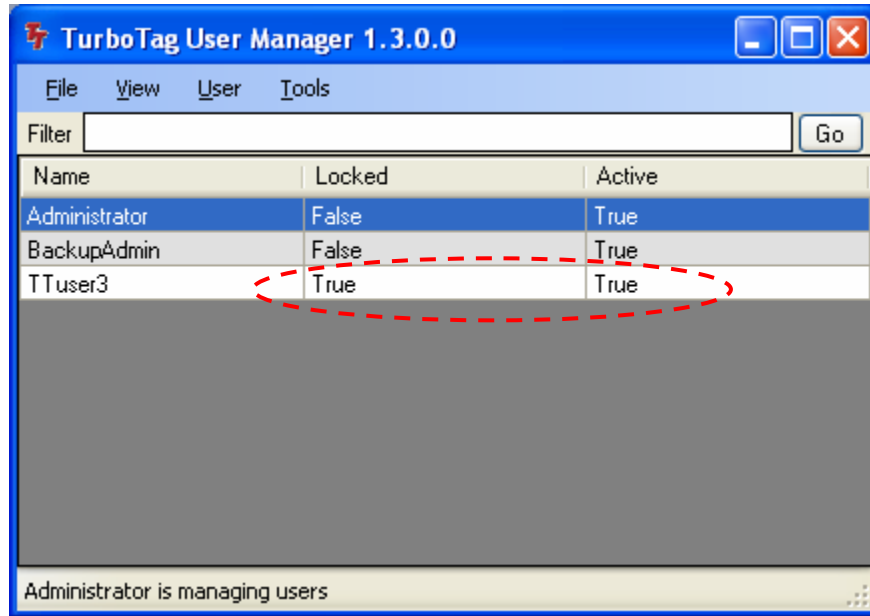 TurboTag User Manager 1.3.0.0
File View User Tools
Filter Go
Name Locked Active
Administrator False True
BackupAdmin False True
TTuser3 True True
Administrator is managing users